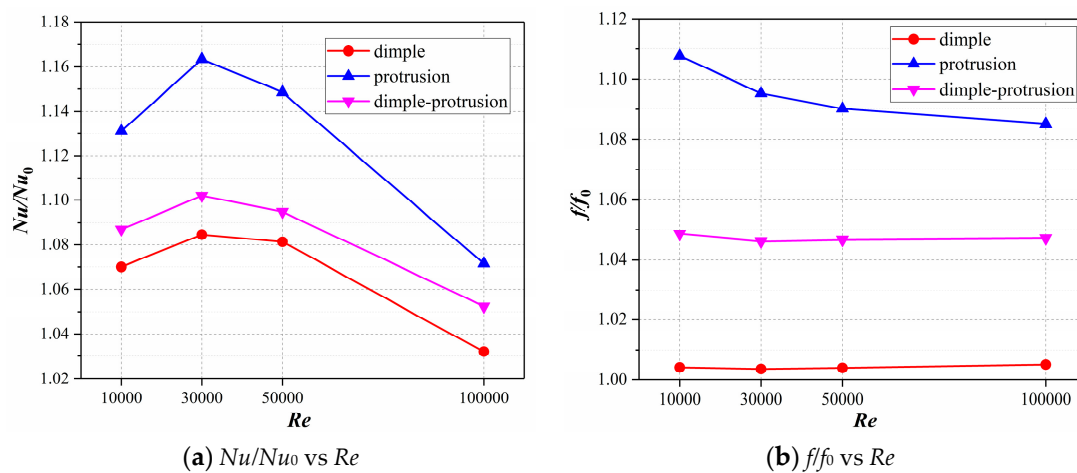 1.18
1.16
1.14
1.12
1.10
1.08
1.06
1.04
1.02
Nu/Nu₀
dimple
protrusion
dimple-protrusion
10000 30000 50000 100000
Re
(a) Nu/Nu₀ vs Re
1.12
1.10
1.08
1.06
1.04
1.02
1.00
f/f₀
dimple
protrusion
dimple-protrusion
10000 30000 50000 100000
Re
(b) f/f₀ vs Re